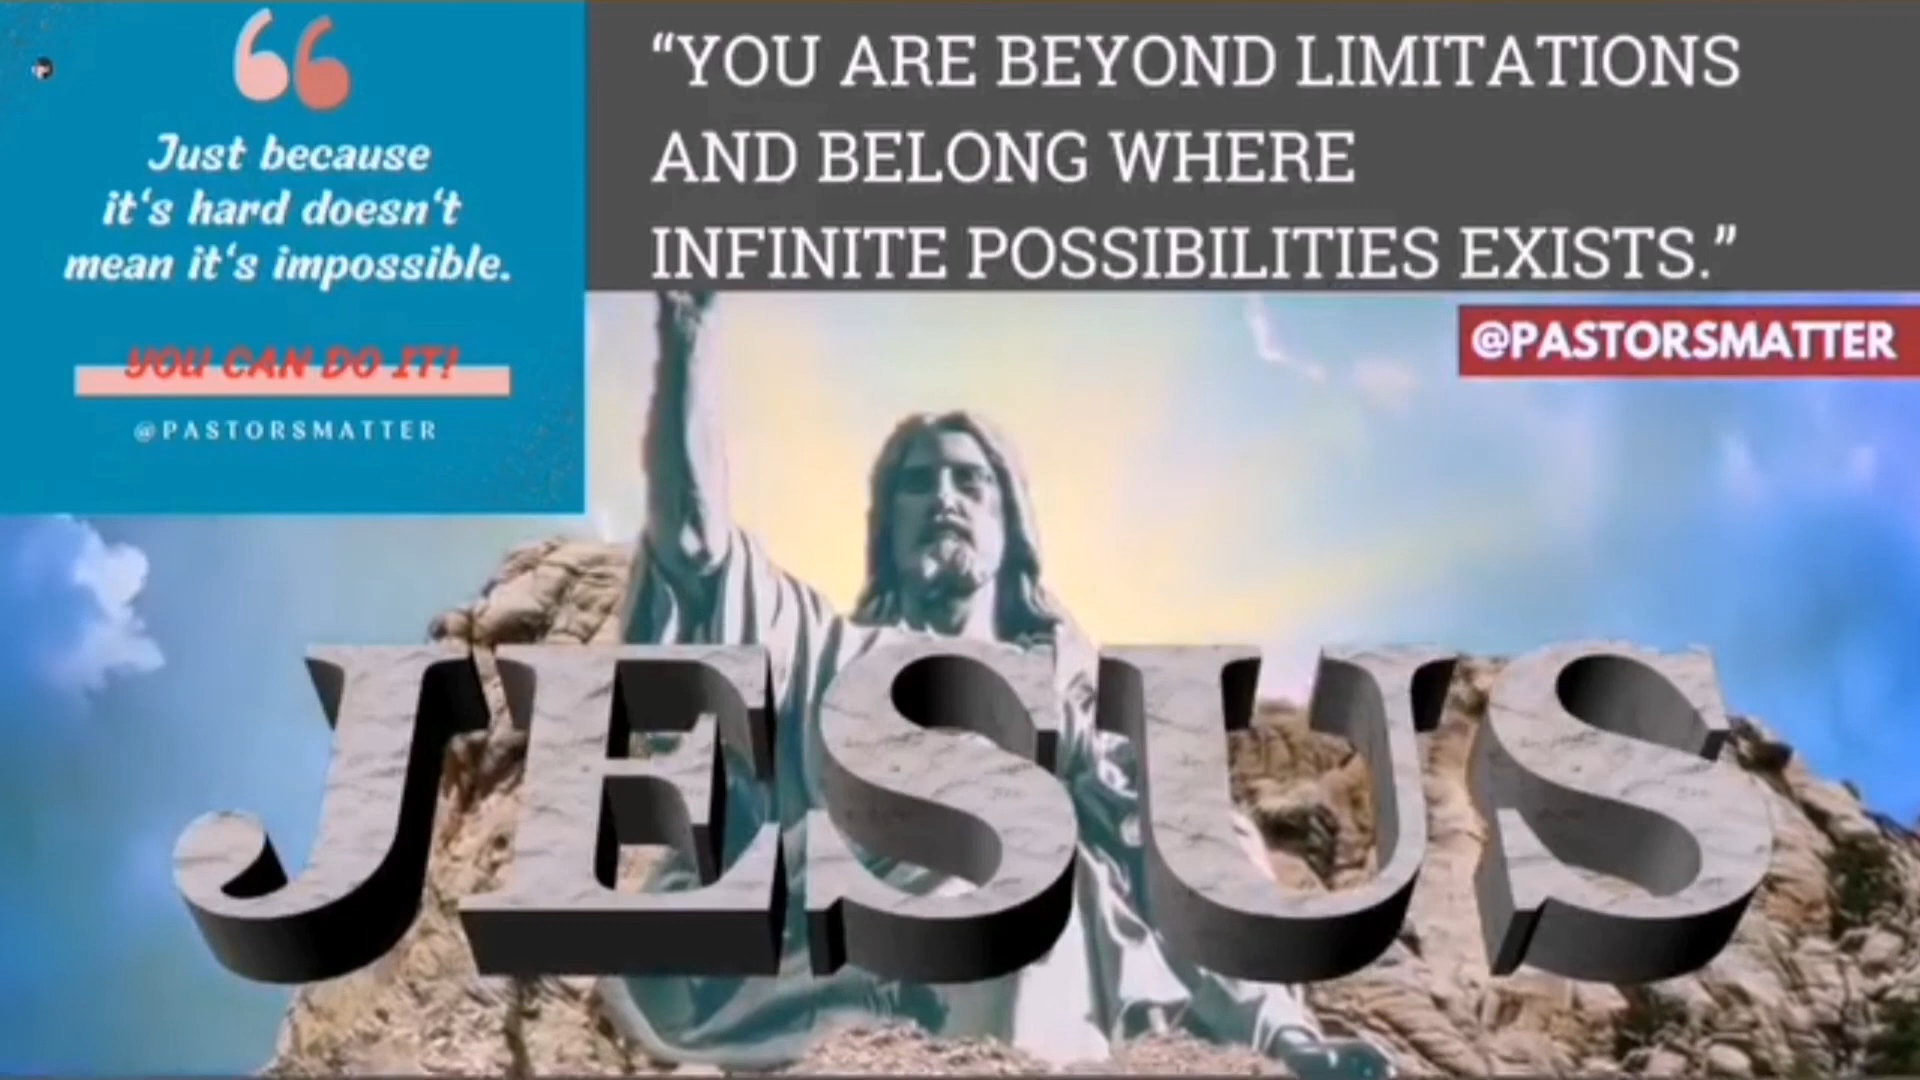 Just because
it‘s hard doesn‘t
mean it‘s impossible.
YOU CAN DO IT!
@PASTORSMATTER
“YOU ARE BEYOND LIMITATIONS
AND BELONG WHERE
INFINITE POSSIBILITIES EXISTS.”
@PASTORSMATTER
JESUS